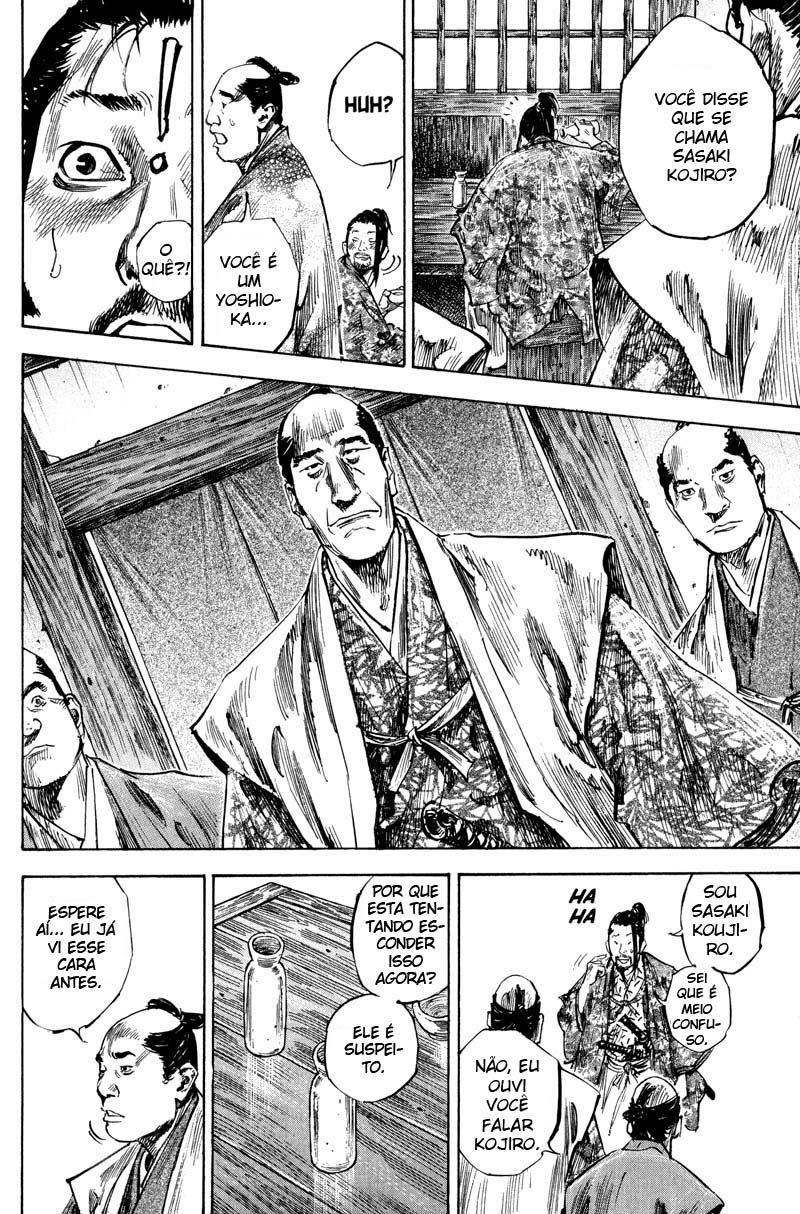 VOCÊ DISSE
QUE SE
CHAMA
SASAKI
KOJIRO?
HUH?
VOCÊ É
UM
YOSHIO-
KA...
!
O
QUÊ?!
SOU
SASAKI
KOUJI-
RO.
SEI
QUE É
MEIO
CONFU-
SO.
HA
HA
NÃO, EU
OUVI
VOCÊ
FALAR
KOJIRO.
POR QUE
ESTA TEN-
TANDO ES-
CONDER
ISSO
AGORA?
ELE É
SUSPEI-
TO.
ESPERE
AÍ... EU JÁ
VI ESSE
CARA
ANTES.